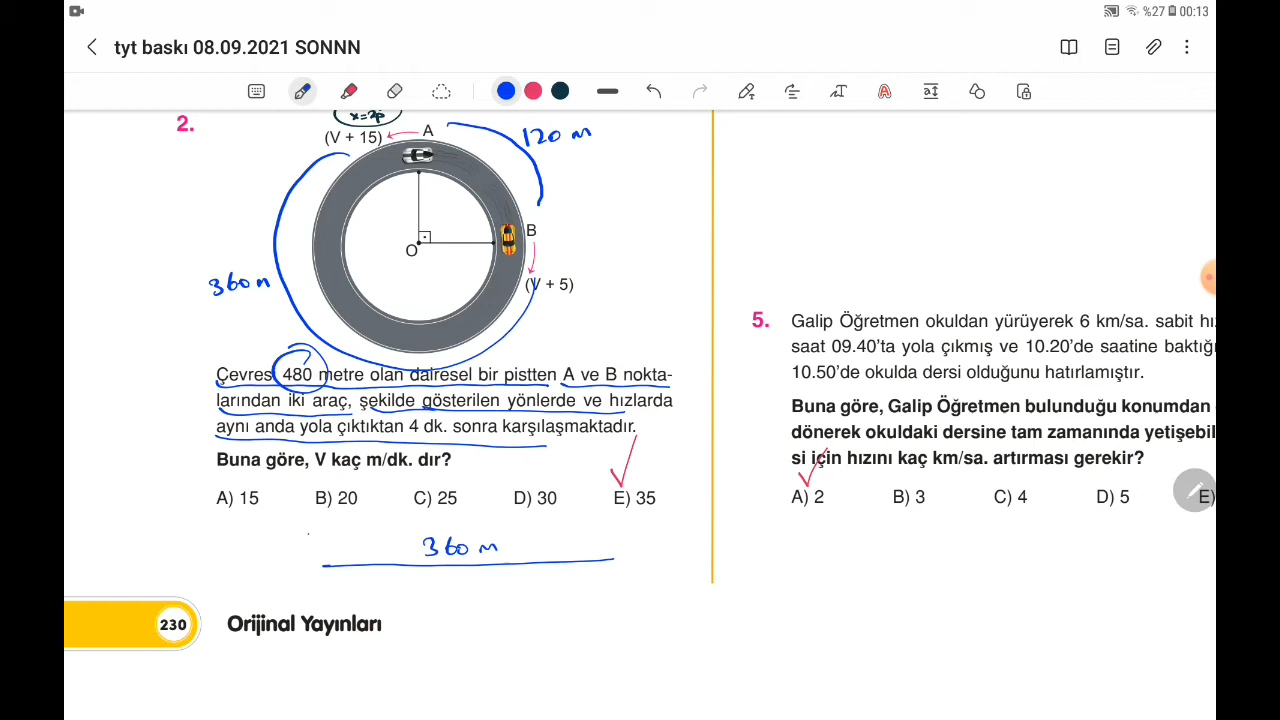 %27 00:13
tyt baskı 08.09.2021 SONNN
2.
x=2p
(V + 15)
A
120 m
B
O
360 m
(V + 5)
Çevresi 480 metre olan dairesel bir pistten A ve B nokta-
larından iki araç, şekilde gösterilen yönlerde ve hızlarda
aynı anda yola çıktıktan 4 dk. sonra karşılaşmaktadır.
Buna göre, V kaç m/dk. dır?
A) 15 B) 20 C) 25 D) 30 E) 35
360 m
230 Orijinal Yayınları
5.
Galip Öğretmen okuldan yürüyerek 6 km/sa. sabit hı
saat 09.40'ta yola çıkmış ve 10.20'de saatine baktığı
10.50'de okulda dersi olduğunu hatırlamıştır.
Buna göre, Galip Öğretmen bulunduğu konumdan
dönerek okuldaki dersine tam zamanında yetişebil
si için hızını kaç km/sa. artırması gerekir?
A) 2 B) 3 C) 4 D) 5 E)